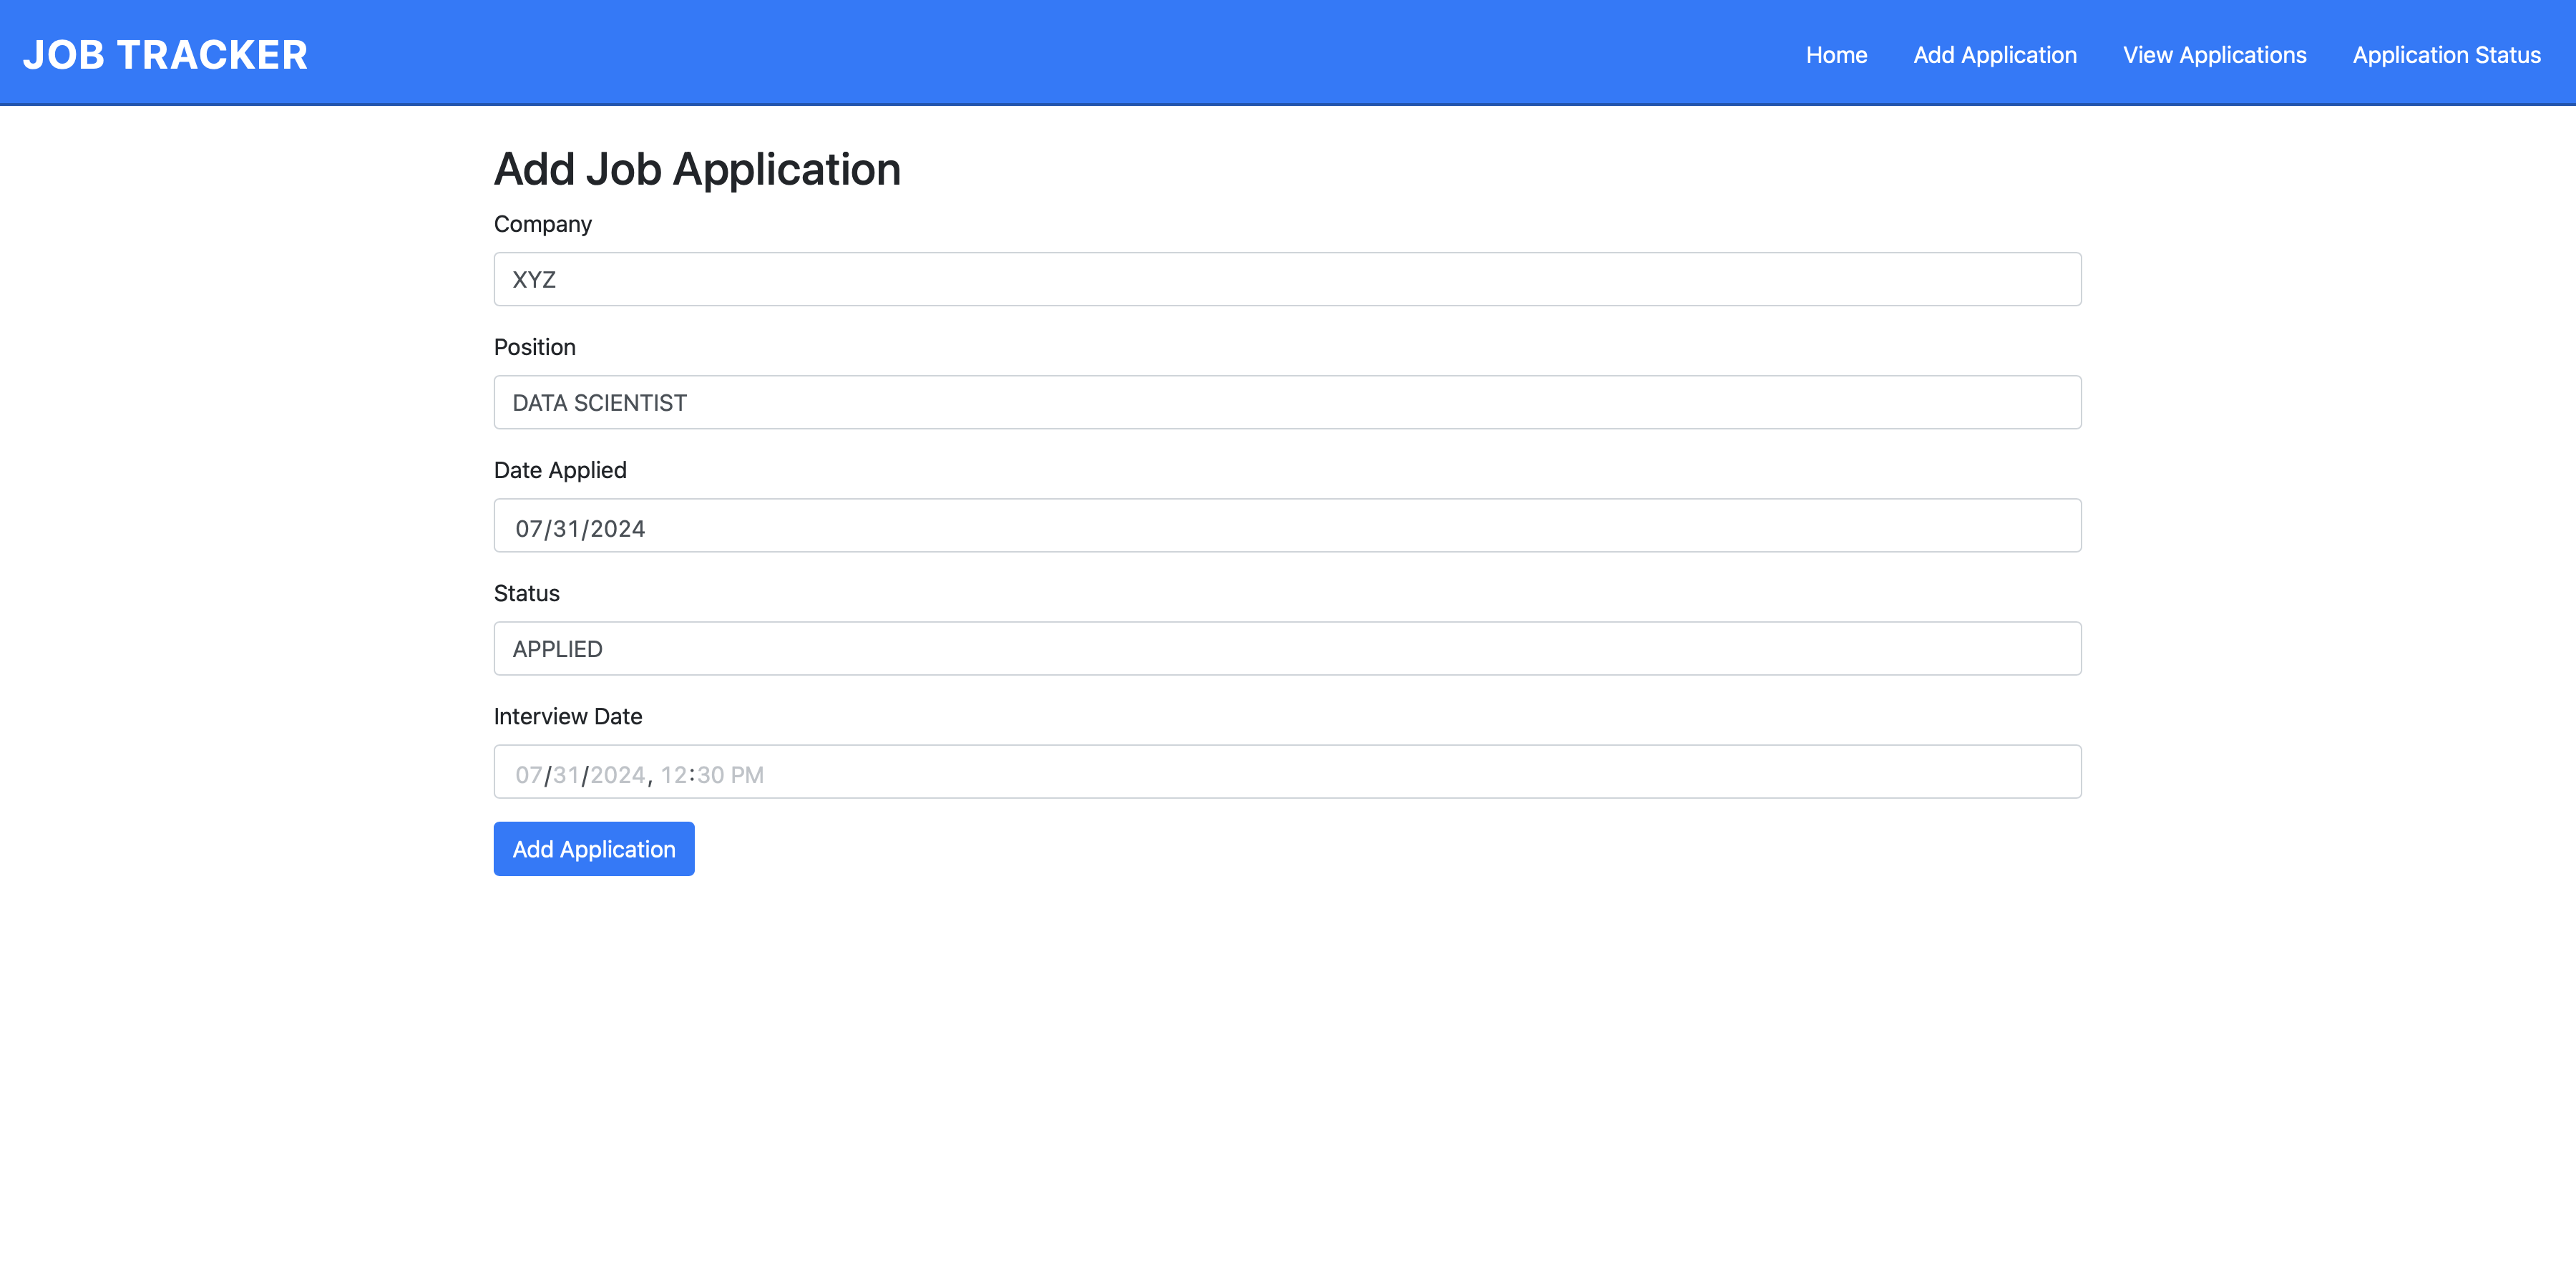 JOB TRACKER
Home Add Application View Applications Application Status
Add Job Application
Company
XYZ
Position
DATA SCIENTIST
Date Applied
07/31/2024
Status
APPLIED
Interview Date
07/31/2024, 12:30 PM
Add Application